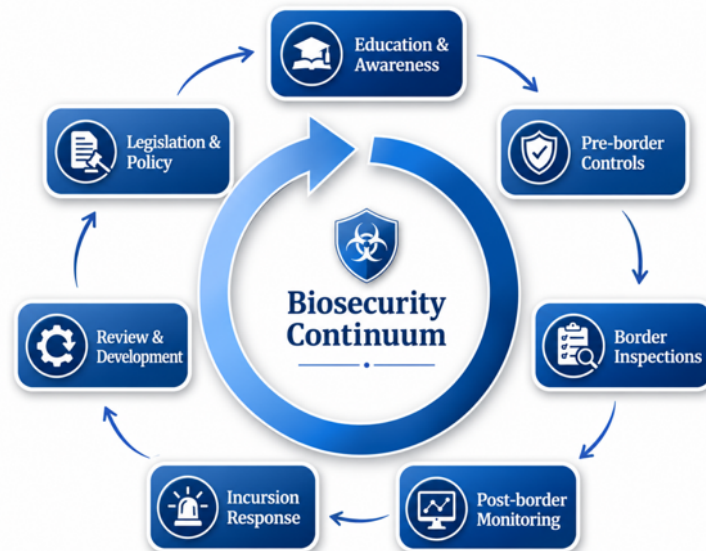 Education &
Awareness
Pre-border
Controls
Border
Inspections
Post-border
Monitoring
Incursion
Response
Review &
Development
Legislation &
Policy
Biosecurity
Continuum